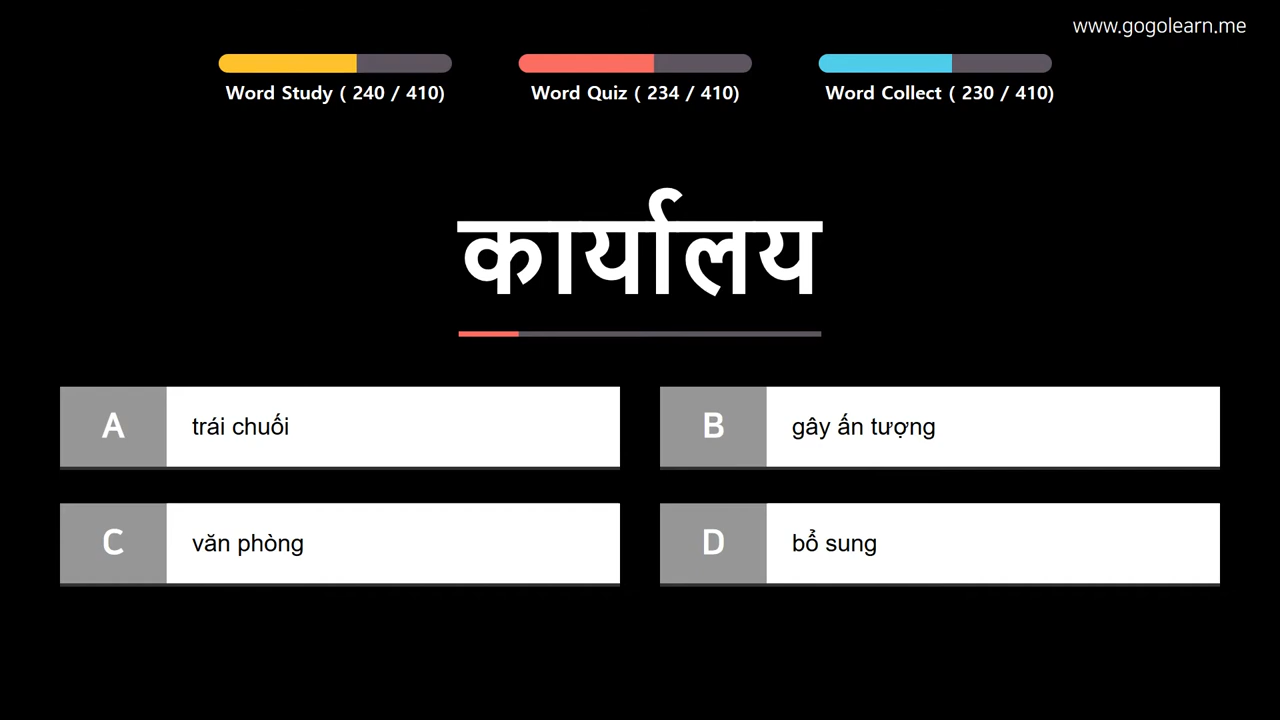 www.gogolearn.me
Word Study ( 240 / 410)
Word Quiz ( 234 / 410)
Word Collect ( 230 / 410)
कार्यालय
A trái chuối
B gây ấn tượng
C văn phòng
D bổ sung